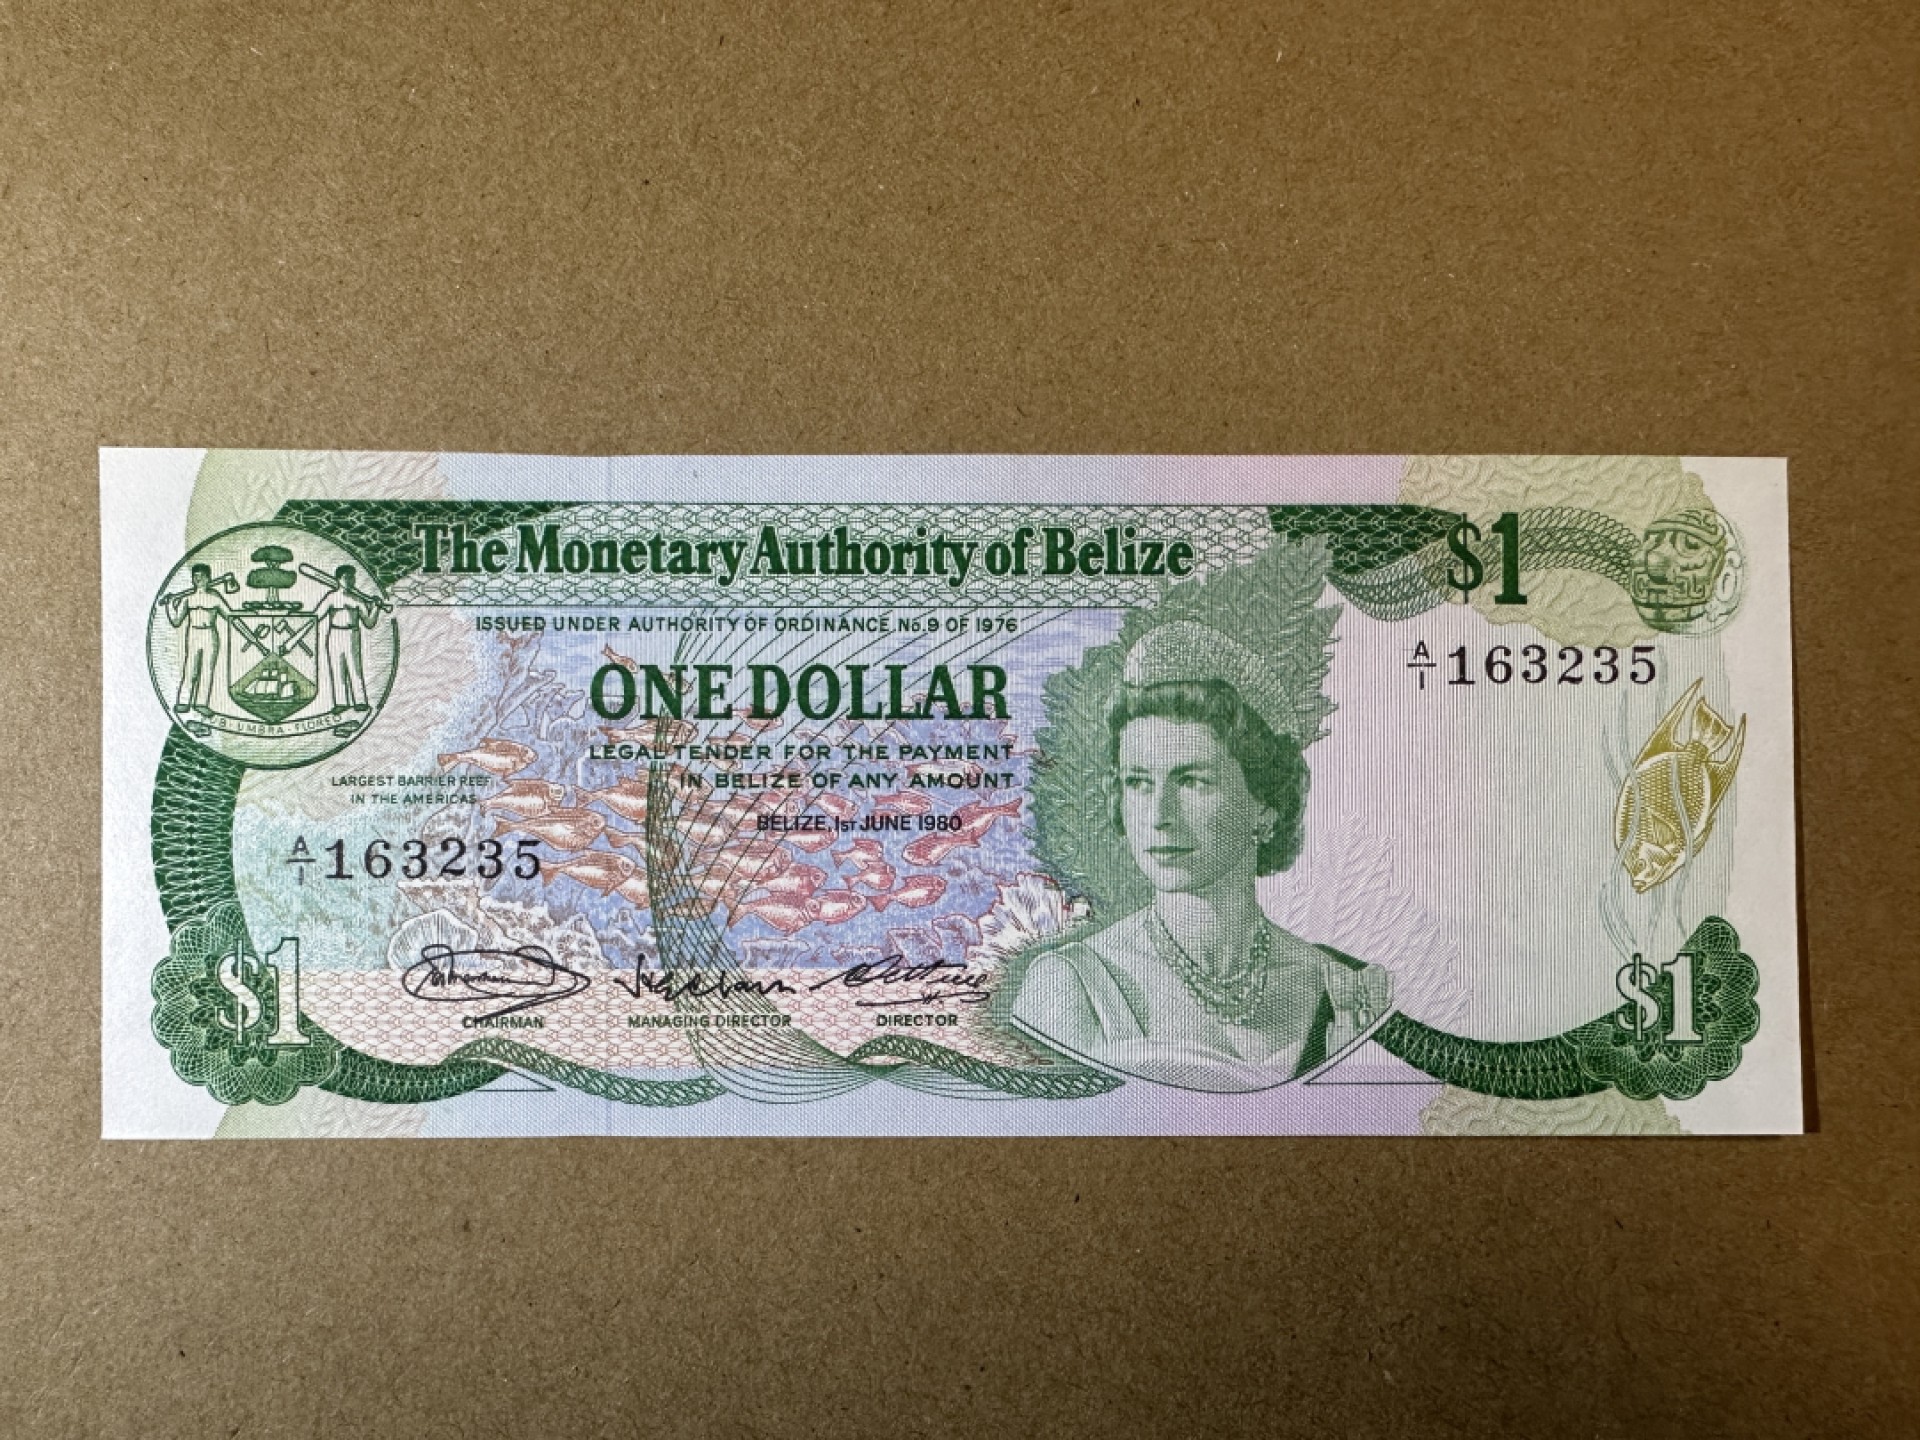 The Monetary Authority of Belize
$1
ISSUED UNDER AUTHORITY OF ORDINANCE No.9 OF 1976
ONE DOLLAR
A/1 163235
LEGAL TENDER FOR THE PAYMENT
IN BELIZE OF ANY AMOUNT
SUB · UMBRA · FLOREO
LARGEST BARRIER REEF
IN THE AMERICAS
BELIZE, 1ST JUNE 1980
A/1 163235
$1
CHAIRMAN
MANAGING DIRECTOR
DIRECTOR
$1